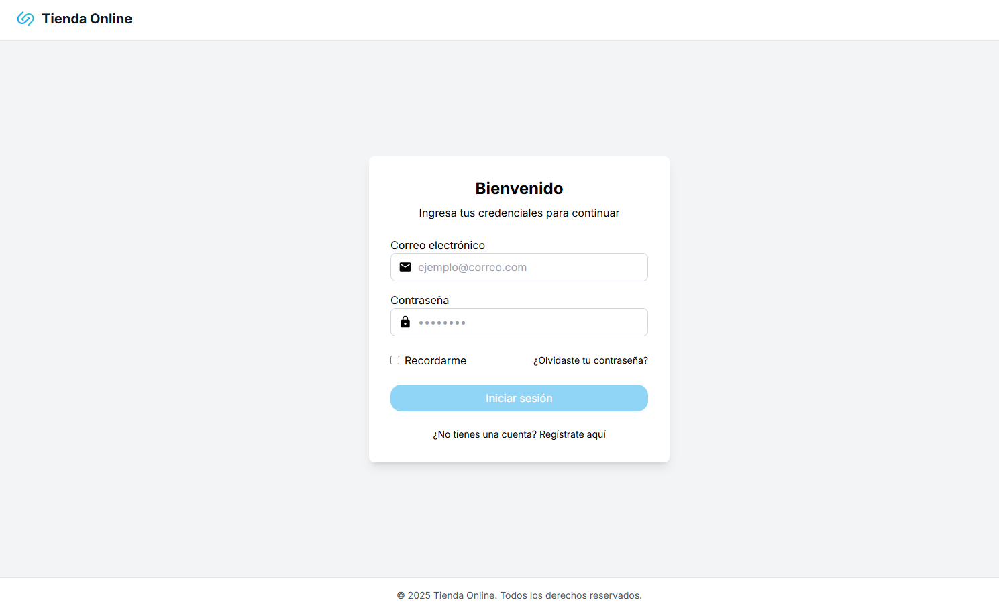 Tienda Online
Bienvenido
Ingresa tus credenciales para continuar
Correo electrónico
ejemplo@correo.com
Contraseña
••••••••
Recordarme
¿Olvidaste tu contraseña?
Iniciar sesión
¿No tienes una cuenta? Regístrate aquí
© 2025 Tienda Online. Todos los derechos reservados.